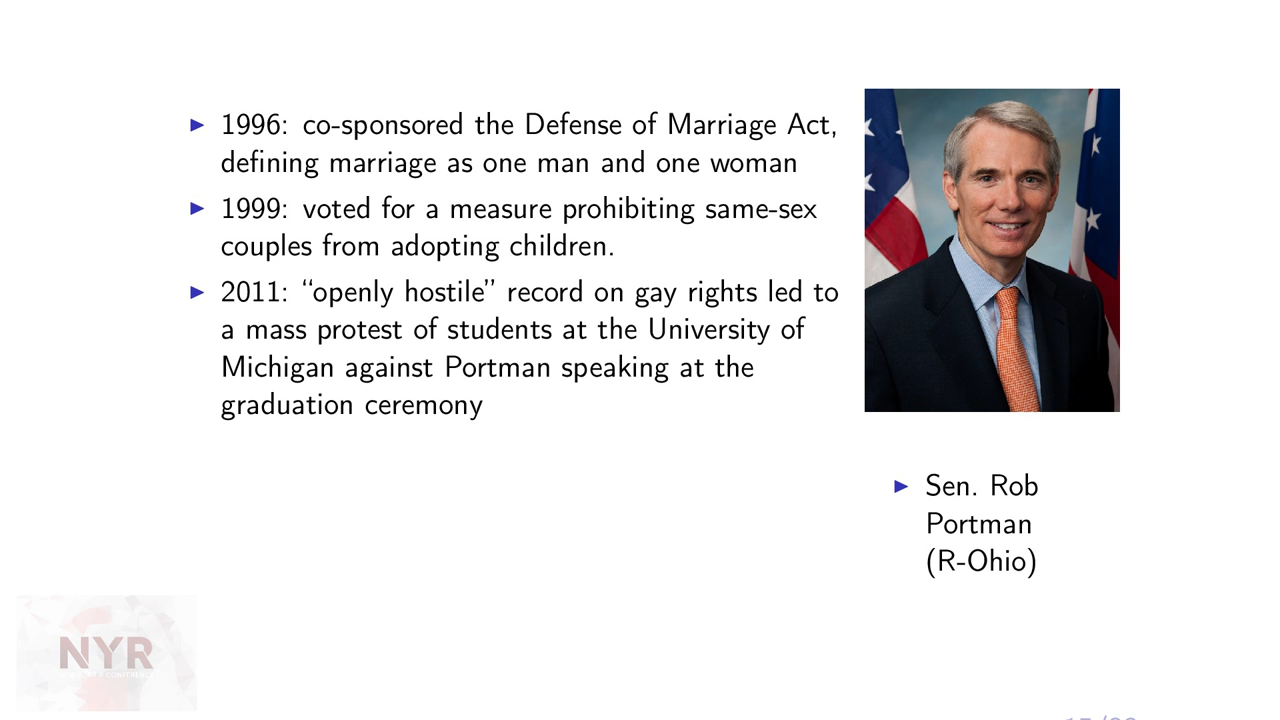 1996: co-sponsored the Defense of Marriage Act,
defining marriage as one man and one woman
1999: voted for a measure prohibiting same-sex
couples from adopting children.
2011: “openly hostile” record on gay rights led to
a mass protest of students at the University of
Michigan against Portman speaking at the
graduation ceremony
Sen. Rob
Portman
(R-Ohio)
NYR